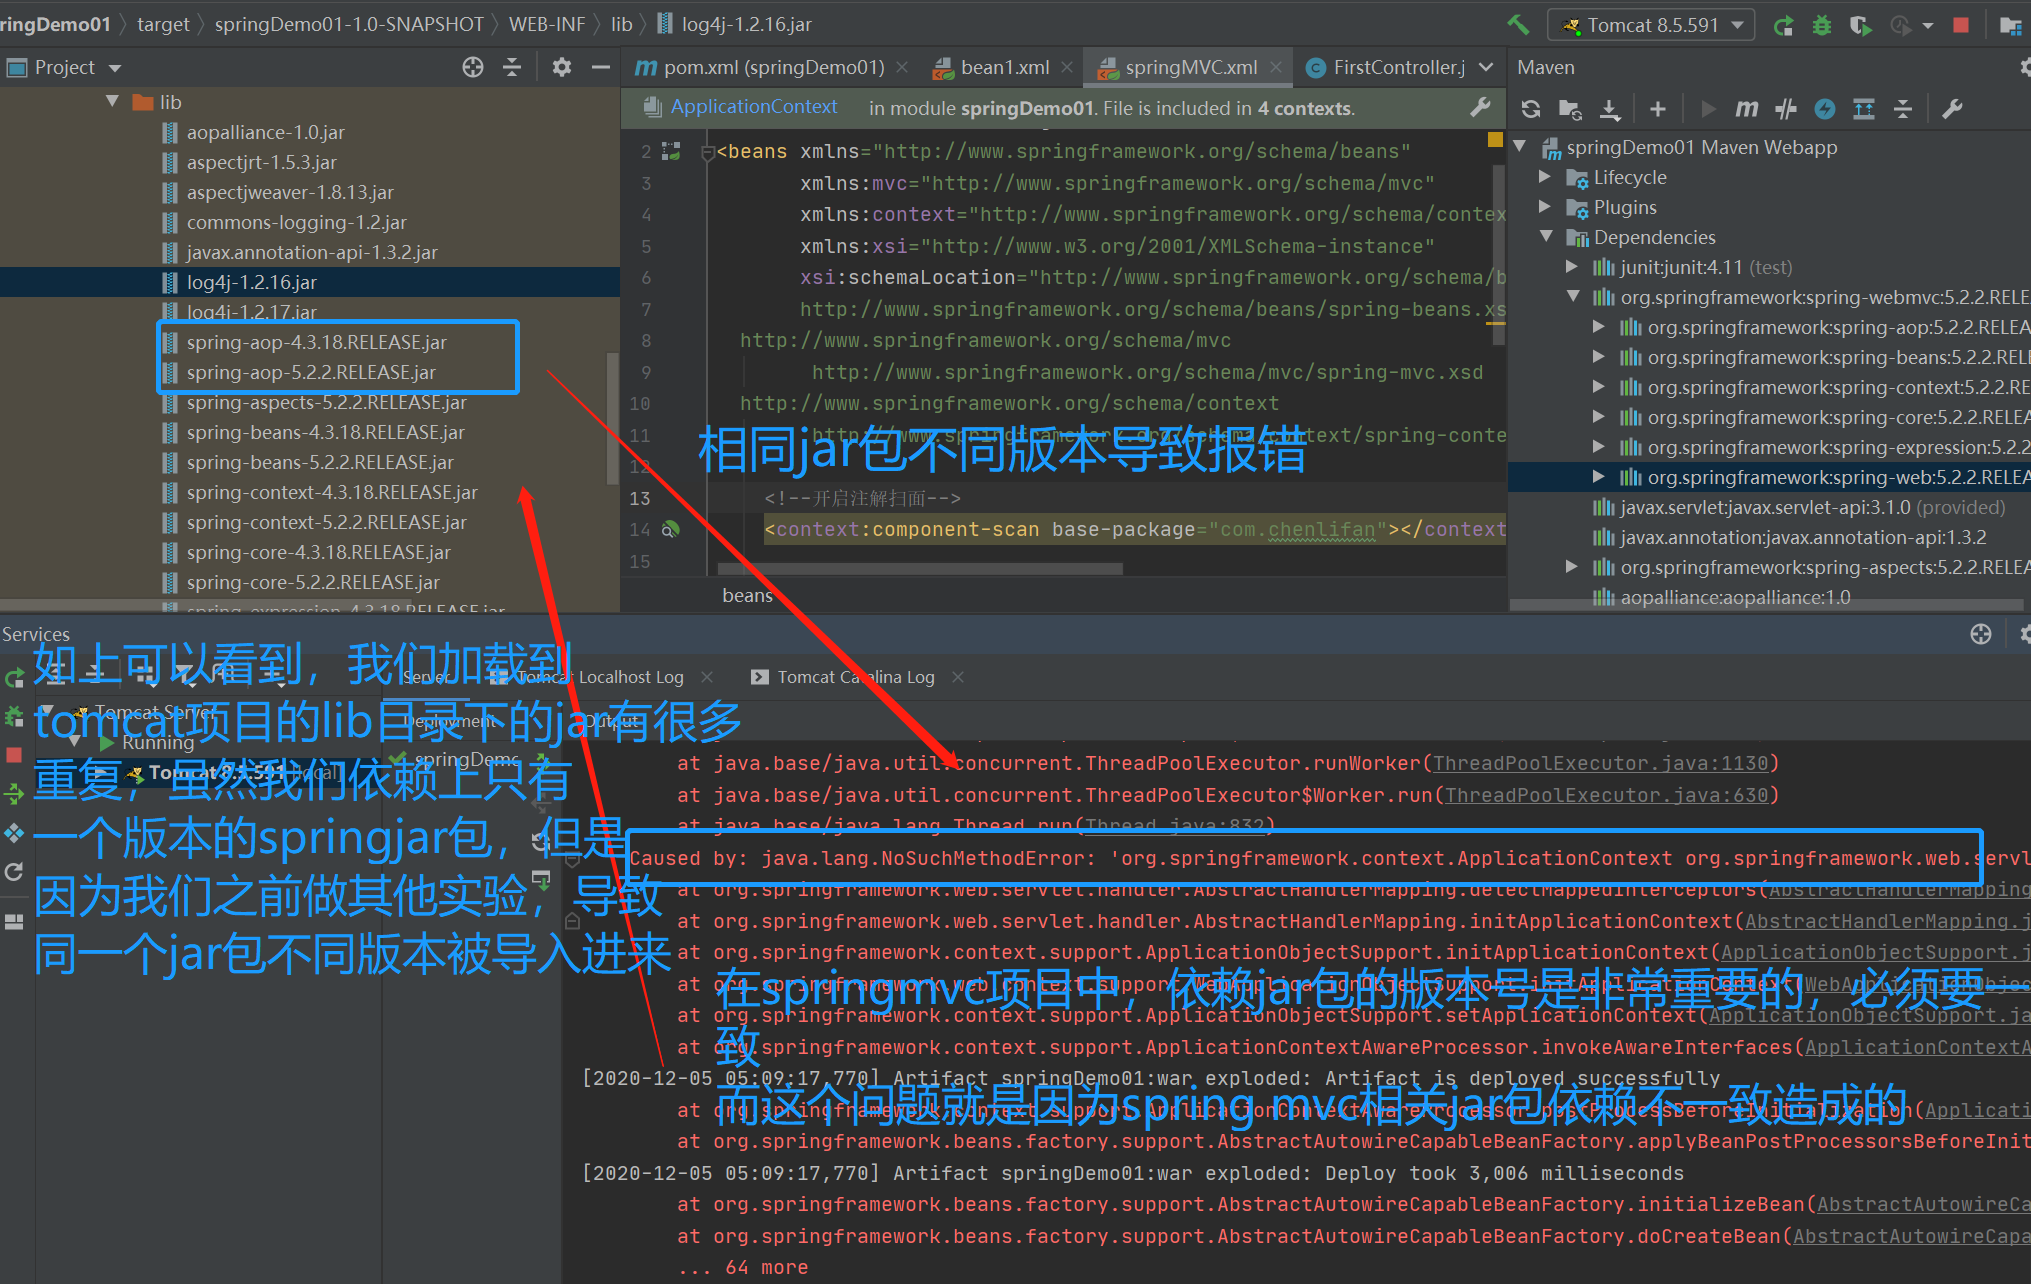 ringDemo01 〉 target 〉 springDemo01-1.0-SNAPSHOT 〉 WEB-INF 〉 lib 〉 log4j-1.2.16.jar
Tomcat 8.5.591
Project
pom.xml (springDemo01)
bean1.xml
springMVC.xml
FirstController.j
Maven
lib
aopalliance-1.0.jar
aspectjrt-1.5.3.jar
aspectjweaver-1.8.13.jar
commons-logging-1.2.jar
javax.annotation-api-1.3.2.jar
log4j-1.2.16.jar
log4j-1.2.17.jar
spring-aop-4.3.18.RELEASE.jar
spring-aop-5.2.2.RELEASE.jar
spring-aspects-5.2.2.RELEASE.jar
spring-beans-4.3.18.RELEASE.jar
spring-beans-5.2.2.RELEASE.jar
spring-context-4.3.18.RELEASE.jar
spring-context-5.2.2.RELEASE.jar
spring-core-4.3.18.RELEASE.jar
spring-core-5.2.2.RELEASE.jar
spring-expression-4.3.18.RELEASE.jar
ApplicationContext in module springDemo01. File is included in 4 contexts.
2 <beans xmlns="http://www.springframework.org/schema/beans"
3 xmlns:mvc="http://www.springframework.org/schema/mvc"
4 xmlns:context="http://www.springframework.org/schema/contex
5 xmlns:xsi="http://www.w3.org/2001/XMLSchema-instance"
6 xsi:schemaLocation="http://www.springframework.org/schema/b
7 http://www.springframework.org/schema/beans/spring-beans.xs
8 http://www.springframework.org/schema/mvc
9 http://www.springframework.org/schema/mvc/spring-mvc.xsd
10 http://www.springframework.org/schema/context
11 http://www.springframework.org/schema/context/spring-conte
相同jar包不同版本导致报错
12
13 <!--开启注解扫面-->
14 <context:component-scan base-package="com.chenlifan"></context
15
beans
springDemo01 Maven Webapp
Lifecycle
Plugins
Dependencies
junit:junit:4.11 (test)
org.springframework:spring-webmvc:5.2.2.RELE
org.springframework:spring-aop:5.2.2.RELEA
org.springframework:spring-beans:5.2.2.REL
org.springframework:spring-context:5.2.2.R
org.springframework:spring-core:5.2.2.RELE
org.springframework:spring-expression:5.2.2
org.springframework:spring-web:5.2.2.RELEA
javax.servlet:javax.servlet-api:3.1.0 (provided)
javax.annotation:javax.annotation-api:1.3.2
org.springframework:spring-aspects:5.2.2.RELEA
aopalliance:aopalliance:1.0
Services
如上可以看到，我们加载到
tomcat项目的lib目录下的jar有很多
重复，虽然我们依赖上只有
一个版本的springjar包，但是
因为我们之前做其他实验，导致
同一个jar包不同版本被导入进来
Server
Tomcat Localhost Log
Tomcat Catalina Log
Tomcat Server
Running
Tomcat 8.5.591 [local]
Deployment
Output
springDemo
at java.base/java.util.concurrent.ThreadPoolExecutor.runWorker(ThreadPoolExecutor.java:1130)
at java.base/java.util.concurrent.ThreadPoolExecutor$Worker.run(ThreadPoolExecutor.java:630)
at java.base/java.lang.Thread.run(Thread.java:832)
Caused by: java.lang.NoSuchMethodError: 'org.springframework.context.ApplicationContext org.springframework.web.servl
at org.springframework.web.servlet.handler.AbstractHandlerMapping.detectMappedInterceptors(AbstractHandlerMapping
at org.springframework.web.servlet.handler.AbstractHandlerMapping.initApplicationContext(AbstractHandlerMapping.j
at org.springframework.context.support.ApplicationObjectSupport.initApplicationContext(ApplicationObjectSupport.j
at org.springframework.web.context.support.WebApplicationObjectSupport.initApplicationContext(WebApplicationObjec
at org.springframework.context.support.ApplicationObjectSupport.setApplicationContext(ApplicationObjectSupport.ja
at org.springframework.context.support.ApplicationContextAwareProcessor.invokeAwareInterfaces(ApplicationContextA
[2020-12-05 05:09:17,770] Artifact springDemo01:war exploded: Artifact is deployed successfully
at org.springframework.context.support.ApplicationContextAwareProcessor.postProcessBeforeInitialization(Applicati
at org.springframework.beans.factory.support.AbstractAutowireCapableBeanFactory.applyBeanPostProcessorsBeforeInit
[2020-12-05 05:09:17,770] Artifact springDemo01:war exploded: Deploy took 3,006 milliseconds
at org.springframework.beans.factory.support.AbstractAutowireCapableBeanFactory.initializeBean(AbstractAutowireCa
at org.springframework.beans.factory.support.AbstractAutowireCapableBeanFactory.doCreateBean(AbstractAutowireCapa
... 64 more
在springmvc项目中，依赖jar包的版本号是非常重要的，必须要一
致
而这个问题就是因为spring mvc相关jar包依赖不一致造成的